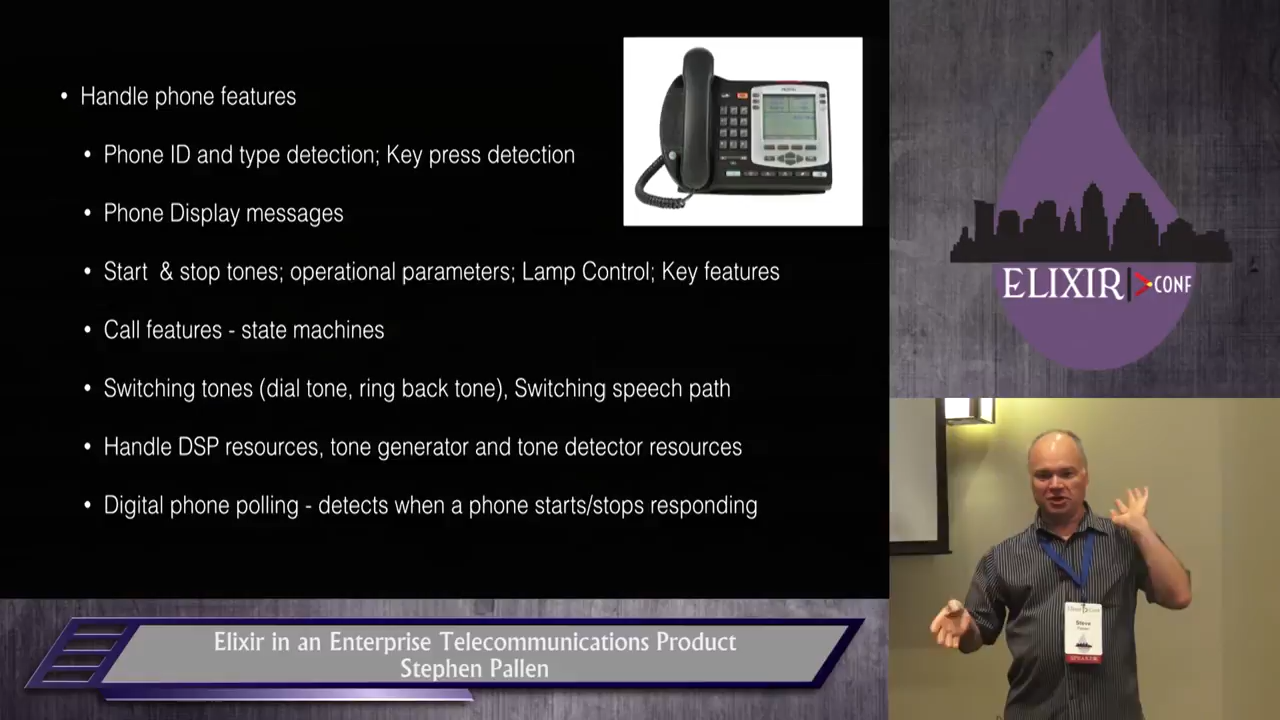 • Handle phone features
• Phone ID and type detection; Key press detection
• Phone Display messages
• Start & stop tones; operational parameters; Lamp Control; Key features
• Call features - state machines
• Switching tones (dial tone, ring back tone), Switching speech path
• Handle DSP resources, tone generator and tone detector resources
• Digital phone polling - detects when a phone starts/stops responding
ELIXIR CONF
Steve
Elixir in an Enterprise Telecommunications Product
Stephen Pallen